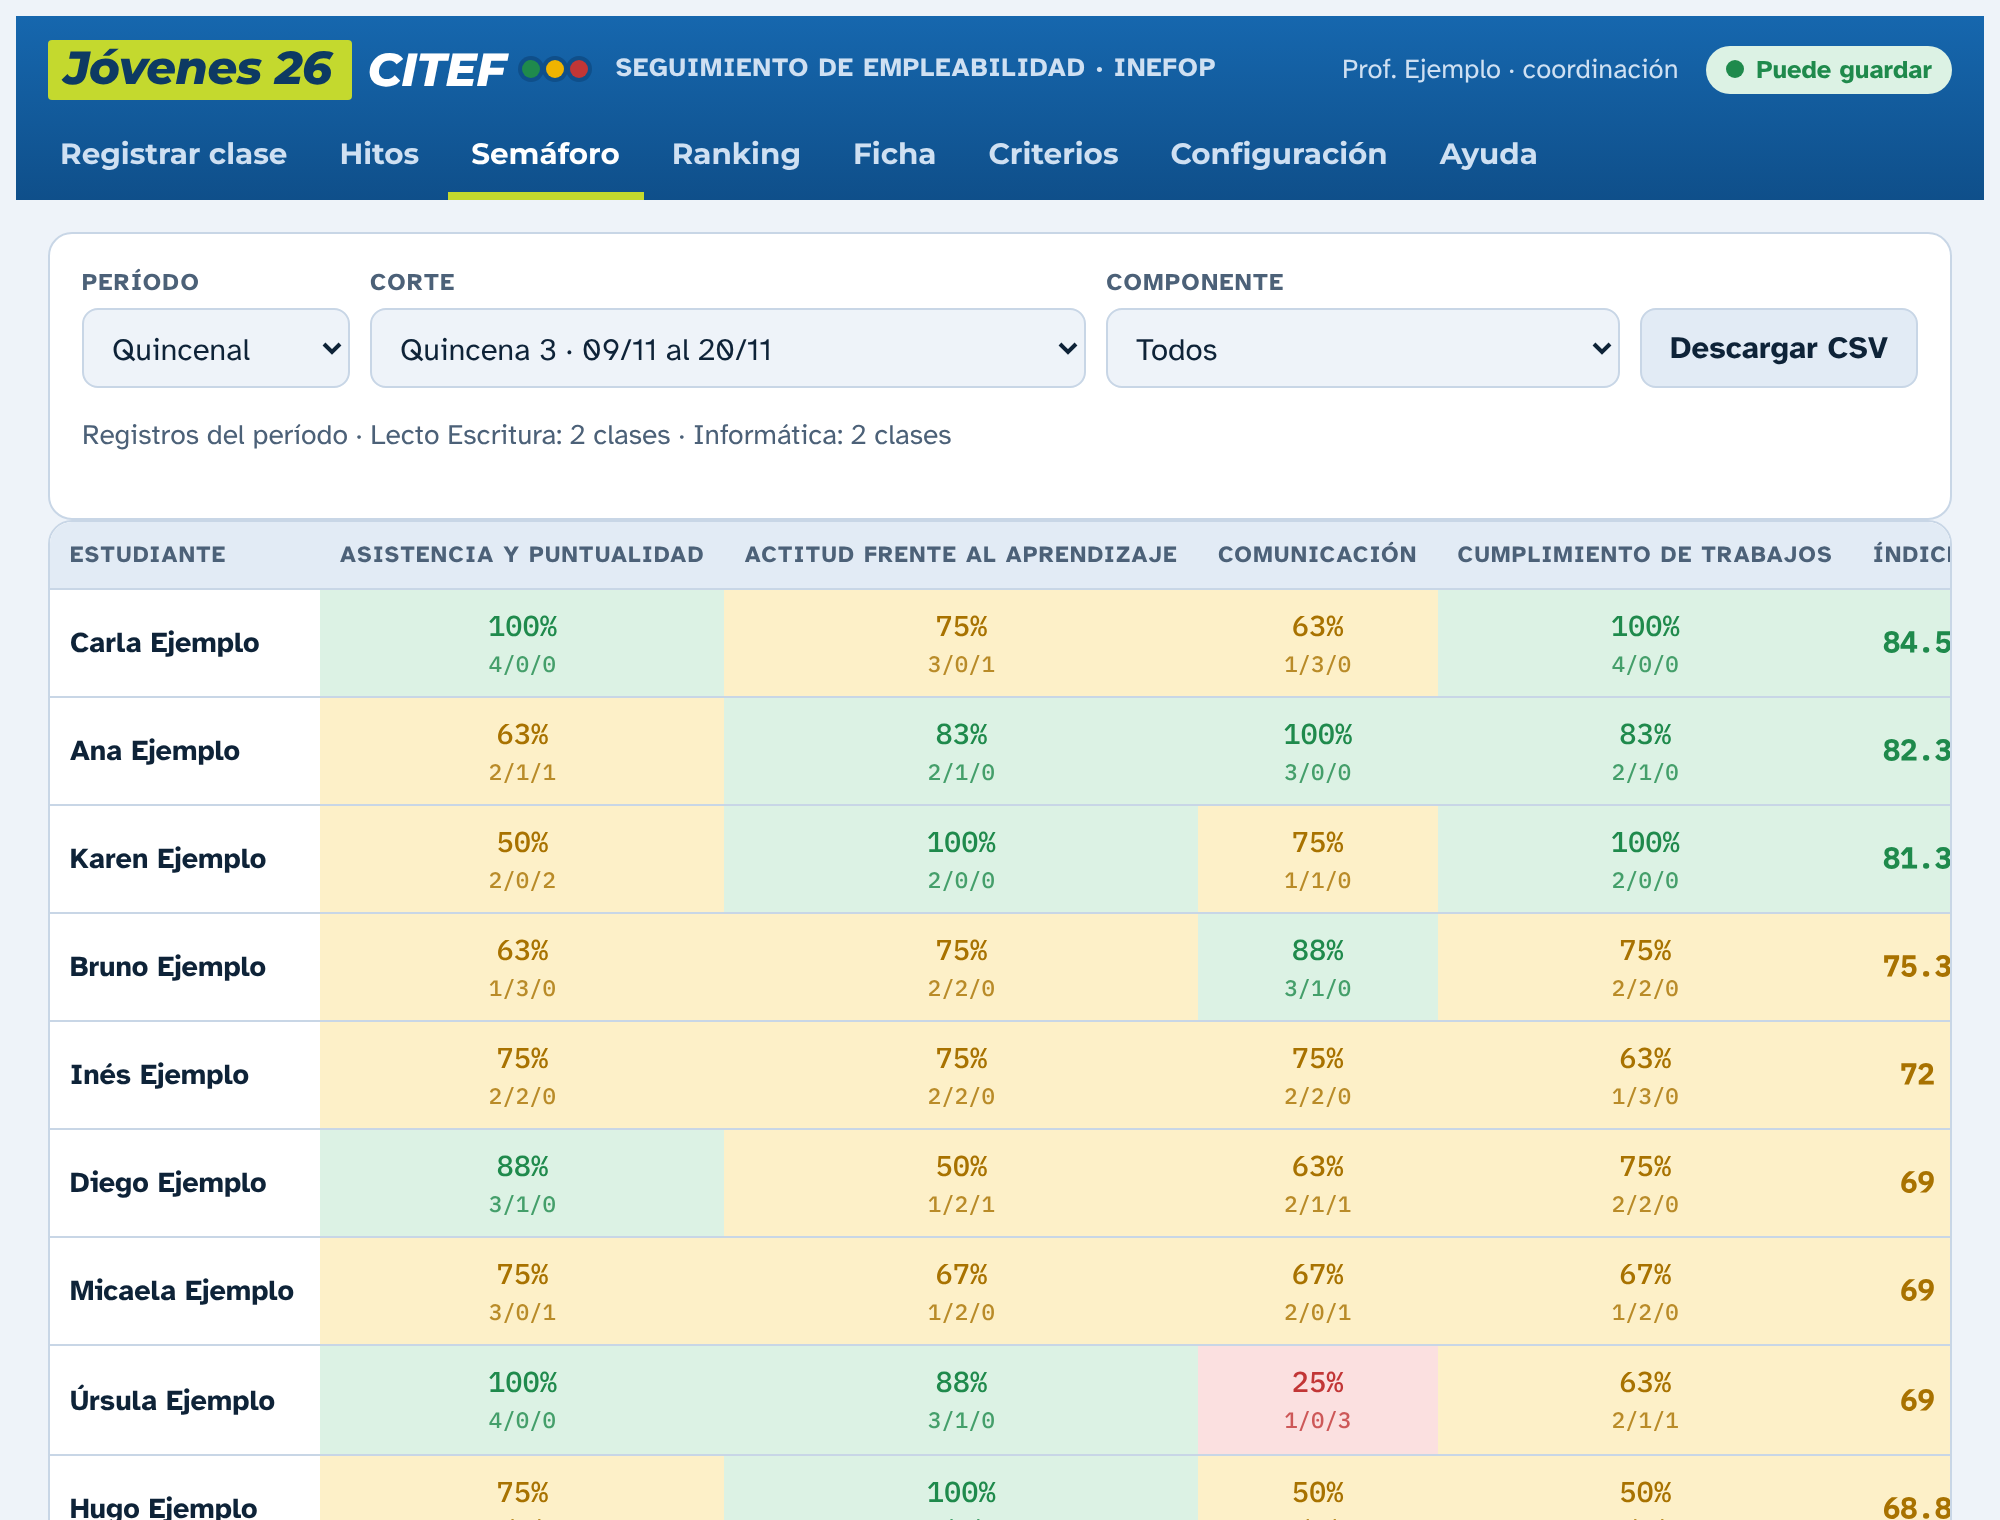 Jóvenes 26 CITEF SEGUIMIENTO DE EMPLEABILIDAD · INEFOP Prof. Ejemplo · coordinación Puede guardar
Registrar clase Hitos Semáforo Ranking Ficha Criterios Configuración Ayuda
PERÍODO CORTE COMPONENTE
Quincenal Quincena 3 · 09/11 al 20/11 Todos Descargar CSV
Registros del período · Lecto Escritura: 2 clases · Informática: 2 clases
ESTUDIANTE ASISTENCIA Y PUNTUALIDAD ACTITUD FRENTE AL APRENDIZAJE COMUNICACIÓN CUMPLIMIENTO DE TRABAJOS
Carla Ejemplo 100% 75% 63% 100% 84.5
4/0/0 3/0/1 1/3/0 4/0/0
Ana Ejemplo 63% 83% 100% 83% 82.3
2/1/1 2/1/0 3/0/0 2/1/0
Karen Ejemplo 50% 100% 75% 100% 81.3
2/0/2 2/0/0 1/1/0 2/0/0
Bruno Ejemplo 63% 75% 88% 75% 75.3
1/3/0 2/2/0 3/1/0 2/2/0
Inés Ejemplo 75% 75% 75% 63% 72
2/2/0 2/2/0 2/2/0 1/3/0
Diego Ejemplo 88% 50% 63% 75% 69
3/1/0 1/2/1 2/1/1 2/2/0
Micaela Ejemplo 75% 67% 67% 67% 69
3/0/1 1/2/0 2/0/1 1/2/0
Úrsula Ejemplo 100% 88% 25% 63% 69
4/0/0 3/1/0 1/0/3 2/1/1
Hugo Ejemplo 75% 100% 50% 50% 68.8